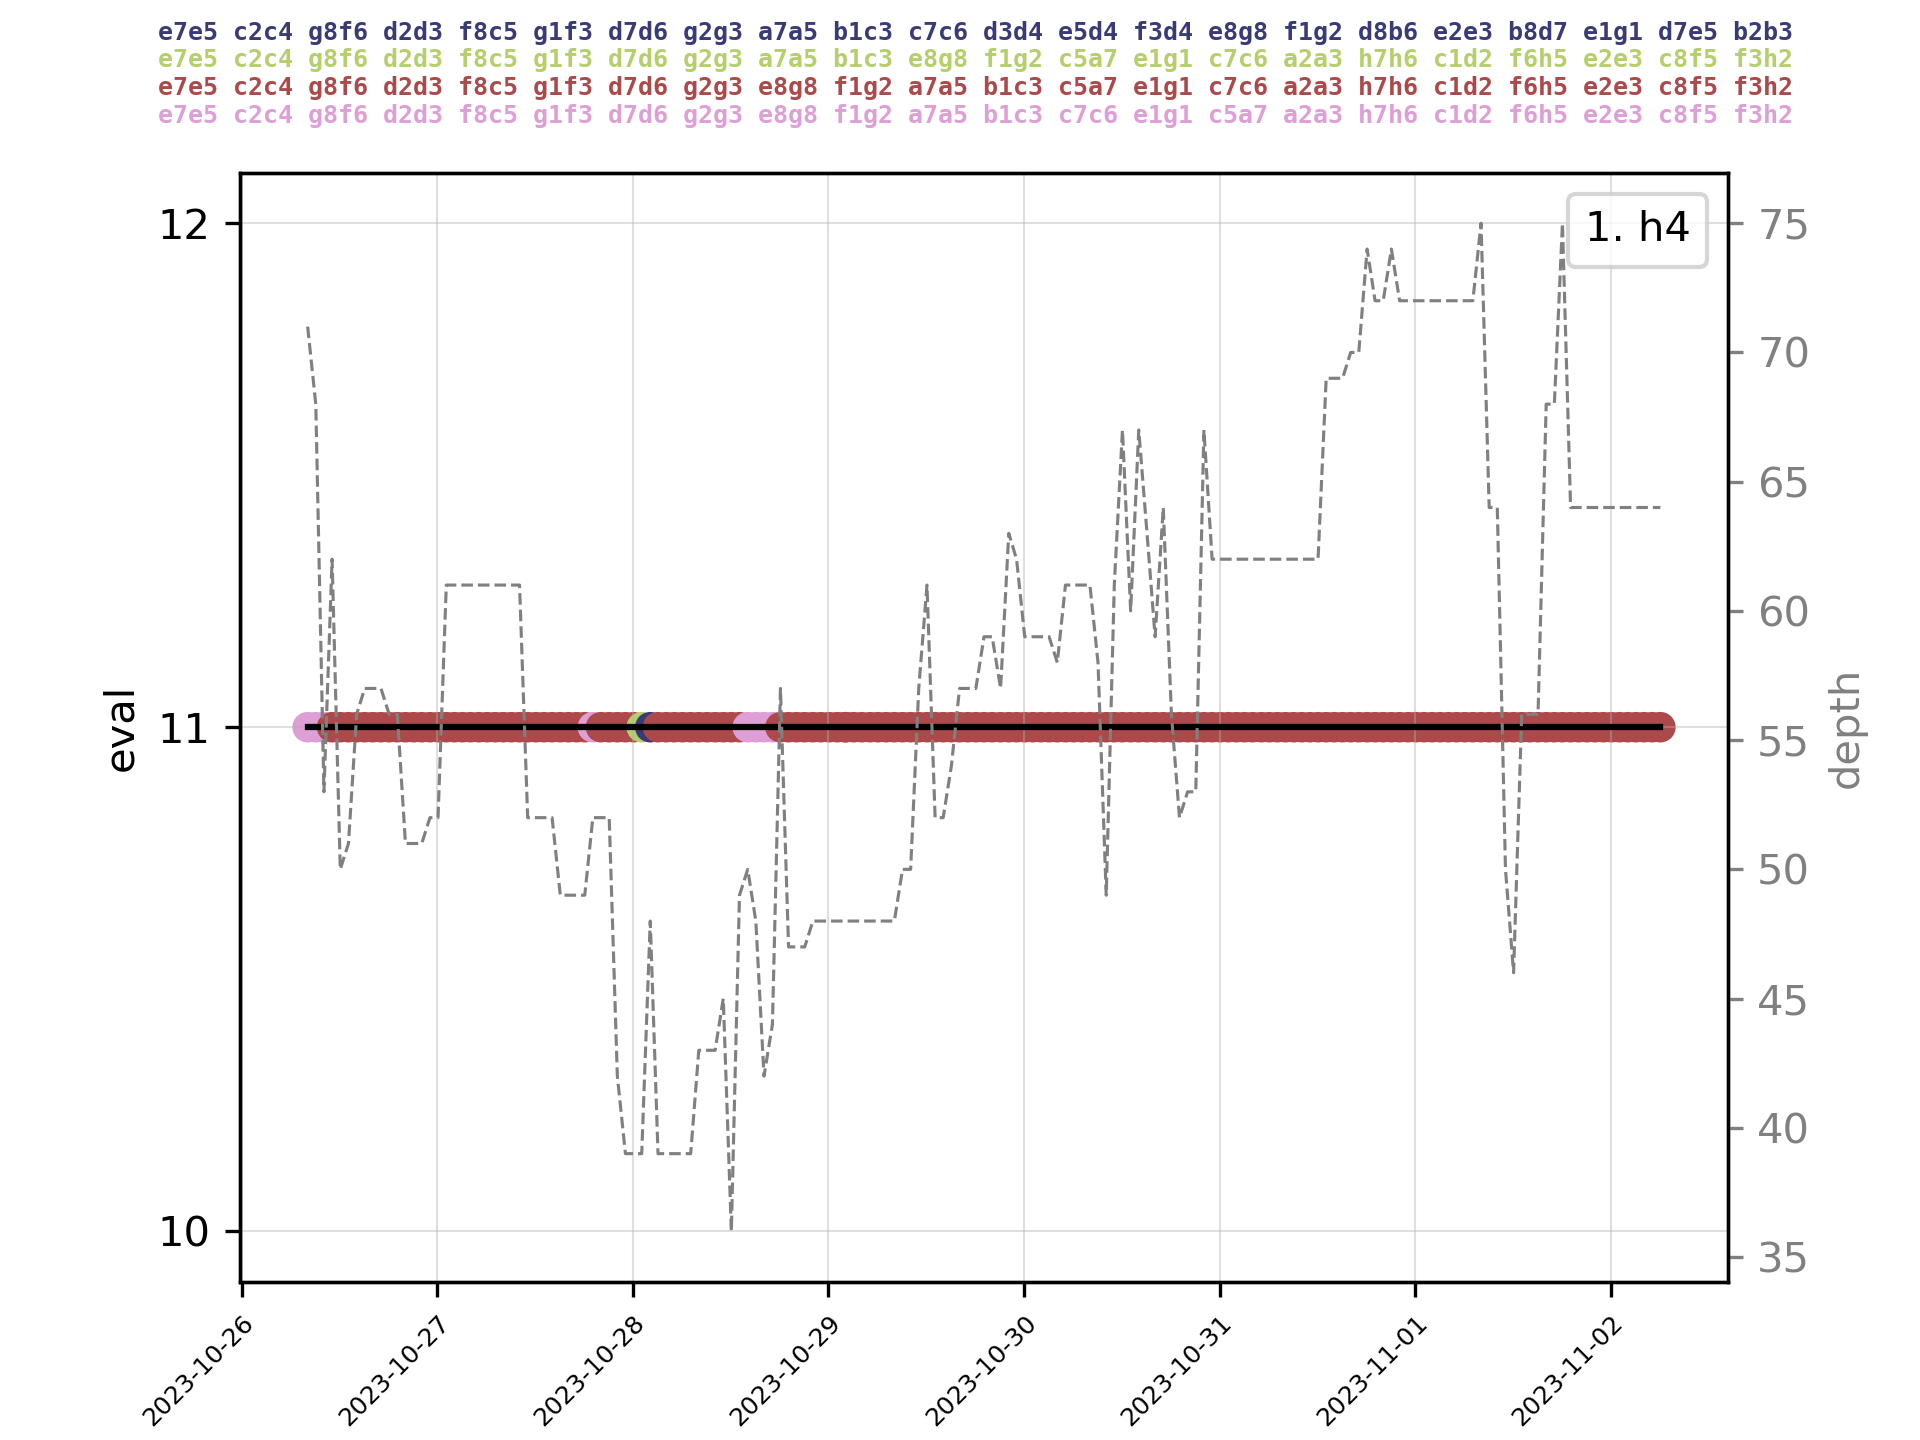 e7e5 c2c4 g8f6 d2d3 f8c5 g1f3 d7d6 g2g3 a7a5 b1c3 c7c6 d3d4 e5d4 f3d4 e8g8 f1g2 d8b6 e2e3 b8d7 e1g1 d7e5 b2b3
e7e5 c2c4 g8f6 d2d3 f8c5 g1f3 d7d6 g2g3 a7a5 b1c3 e8g8 f1g2 c5a7 e1g1 c7c6 a2a3 h7h6 c1d2 f6h5 e2e3 c8f5 f3h2
e7e5 c2c4 g8f6 d2d3 f8c5 g1f3 d7d6 g2g3 e8g8 f1g2 a7a5 b1c3 c5a7 e1g1 c7c6 a2a3 h7h6 c1d2 f6h5 e2e3 c8f5 f3h2
e7e5 c2c4 g8f6 d2d3 f8c5 g1f3 d7d6 g2g3 e8g8 f1g2 a7a5 b1c3 c7c6 e1g1 c5a7 a2a3 h7h6 c1d2 f6h5 e2e3 c8f5 f3h2
1. h4
12
11
10
eval
75
70
65
60
55
50
45
40
35
depth
2023-10-26
2023-10-27
2023-10-28
2023-10-29
2023-10-30
2023-10-31
2023-11-01
2023-11-02